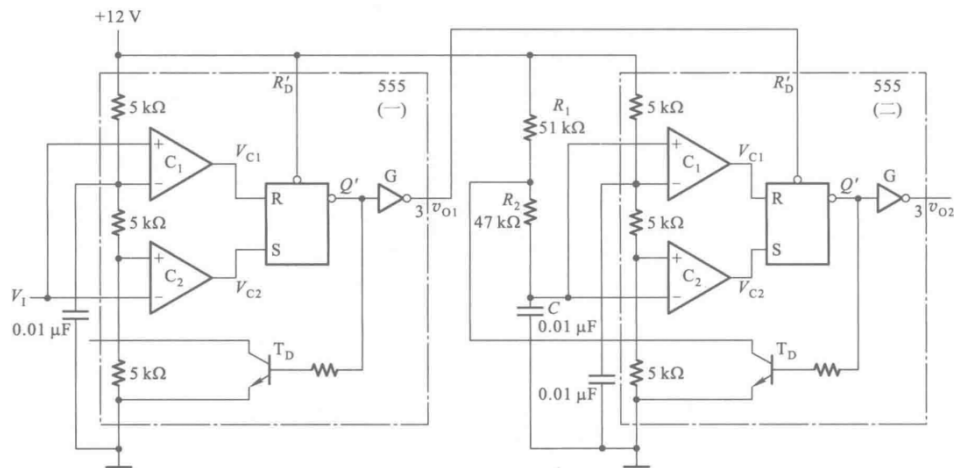 +12 V
R′D
555
(一)
5 kΩ
+
C1
−
VC1
R
Q′
G
3
vO1
5 kΩ
+
C2
−
VC2
S
VI
0.01 μF
5 kΩ
TD
R1
51 kΩ
R2
47 kΩ
C
0.01 μF
0.01 μF
R′D
555
(二)
5 kΩ
+
C1
−
VC1
R
Q′
G
3
vO2
5 kΩ
+
C2
−
VC2
S
5 kΩ
TD